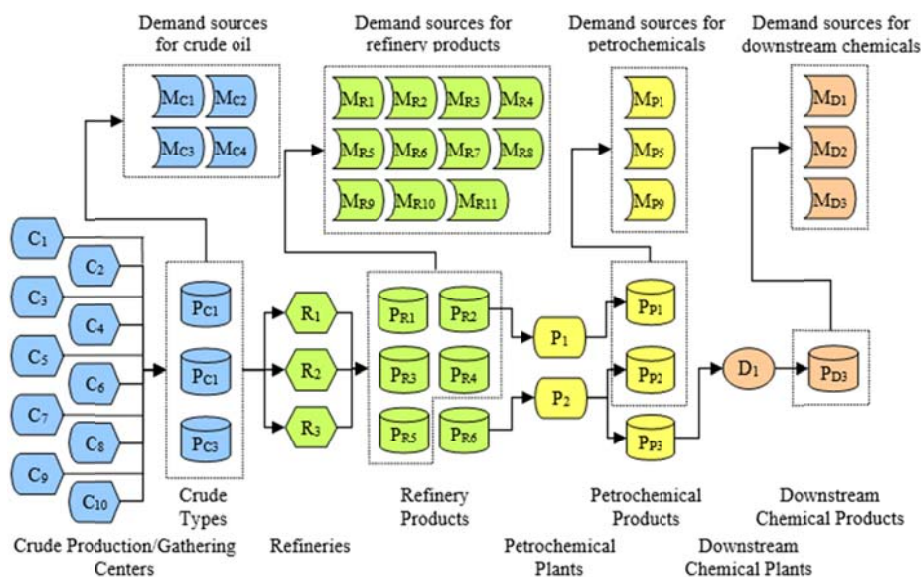 Demand sources
for crude oil
Demand sources for
refinery products
Demand sources for
petrochemicals
Demand sources for
downstream chemicals
MC1 MC2
MC3 MC4
MR1 MR2 MR3 MR4
MR5 MR6 MR7 MR8
MR9 MR10 MR11
MP1
MP5
MP9
MD1
MD2
MD3
C1
C2
C3
C4
C5
C6
C7
C8
C9
C10
PC1
PC1
PC3
R1
R2
R3
PR1 PR2
PR3 PR4
PR5 PR6
P1
P2
PP1
PP2
PP3
D1
PD3
Crude
Types
Refinery
Products
Petrochemical
Products
Downstream
Chemical Products
Crude Production/Gathering
Centers
Refineries
Petrochemical
Plants
Downstream
Chemical Plants